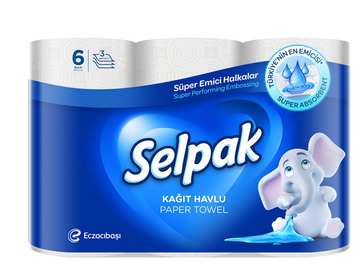 6
3
Süper Emici Halkalar
Super Performing Embossing
TÜRKİYE'NİN EN EMİCİSİ*
SUPER ABSORBENT
Selpak
KAĞIT HAVLU
PAPER TOWEL
Eczacıbaşı